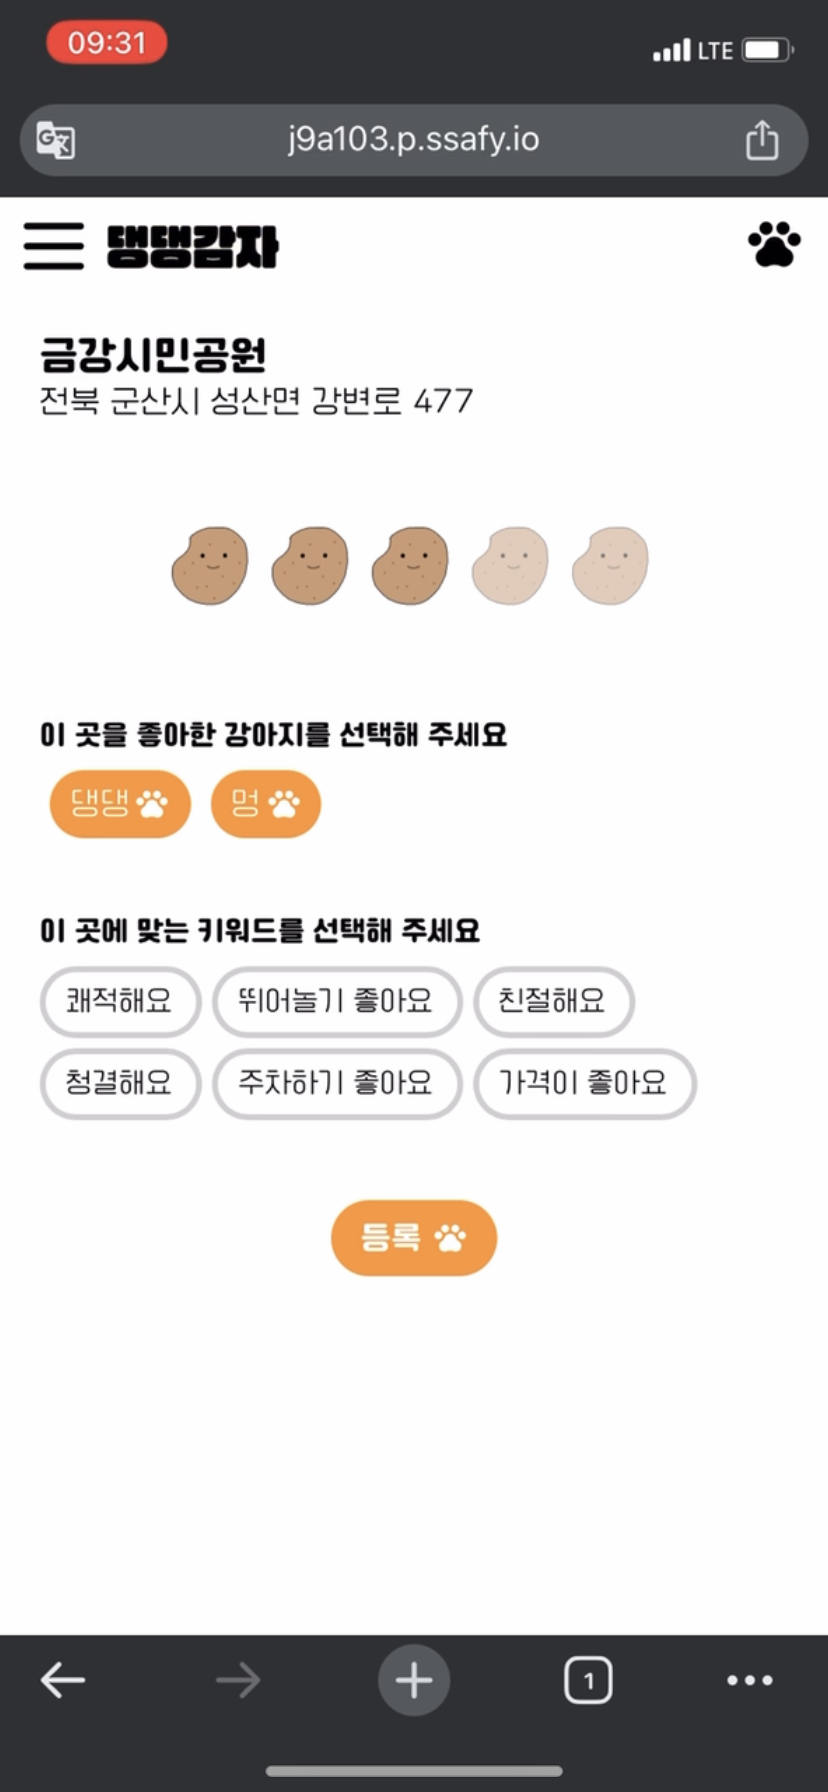 09:31 LTE
j9a103.p.ssafy.io
댕댕감자
금강시민공원
전북 군산시 성산면 강변로 477
이 곳을 좋아한 강아지를 선택해 주세요
댕댕 멍
이 곳에 맞는 키워드를 선택해 주세요
쾌적해요 뛰어놀기 좋아요 친절해요
청결해요 주차하기 좋아요 가격이 좋아요
등록
1